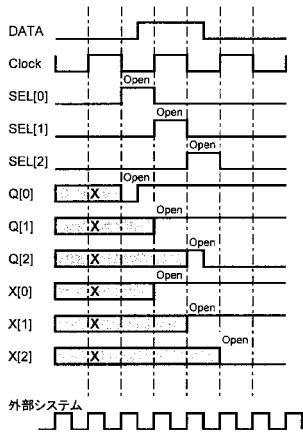 DATA
Clock
Open
SEL[0]
Open
SEL[1]
Open
SEL[2]
Open
Q[0] X
Open
Q[1] X
Open
Q[2] X
Open
X[0] X
Open
X[1] X
Open
X[2] X
外部システム